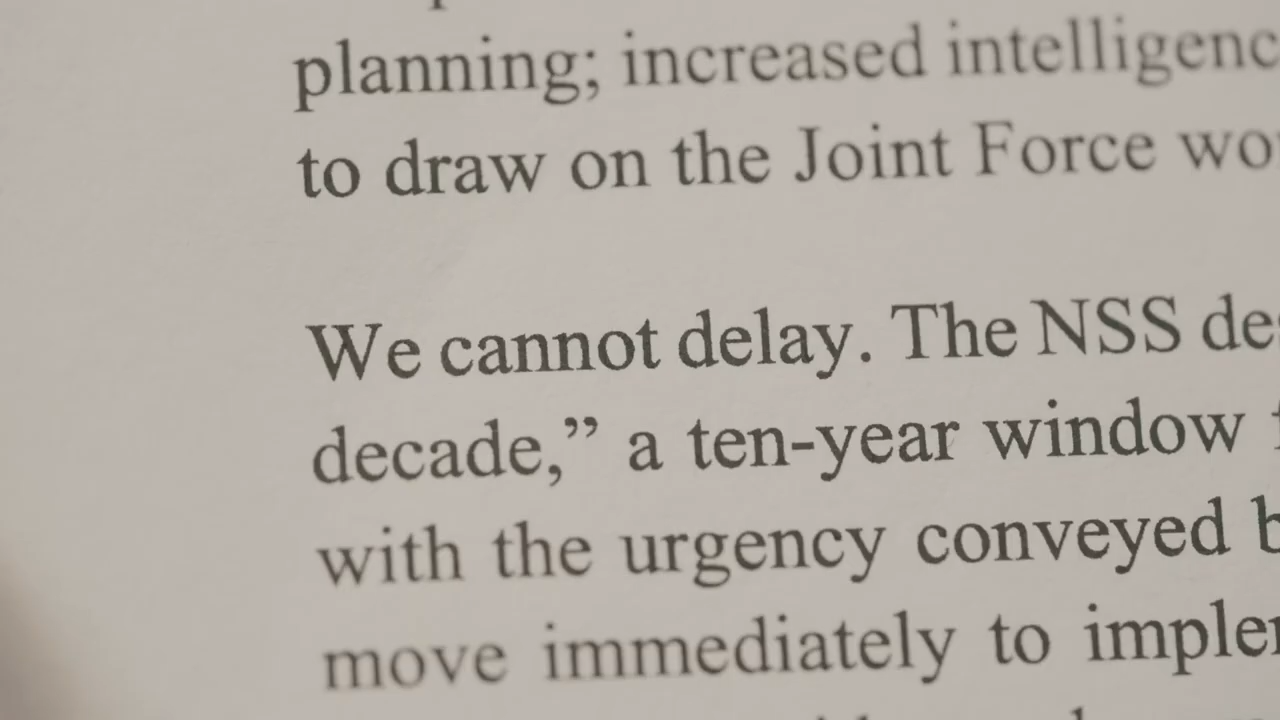 planning; increased intelligenc
to draw on the Joint Force wo
We cannot delay. The NSS de
decade,” a ten-year window
with the urgency conveyed b
move immediately to imple